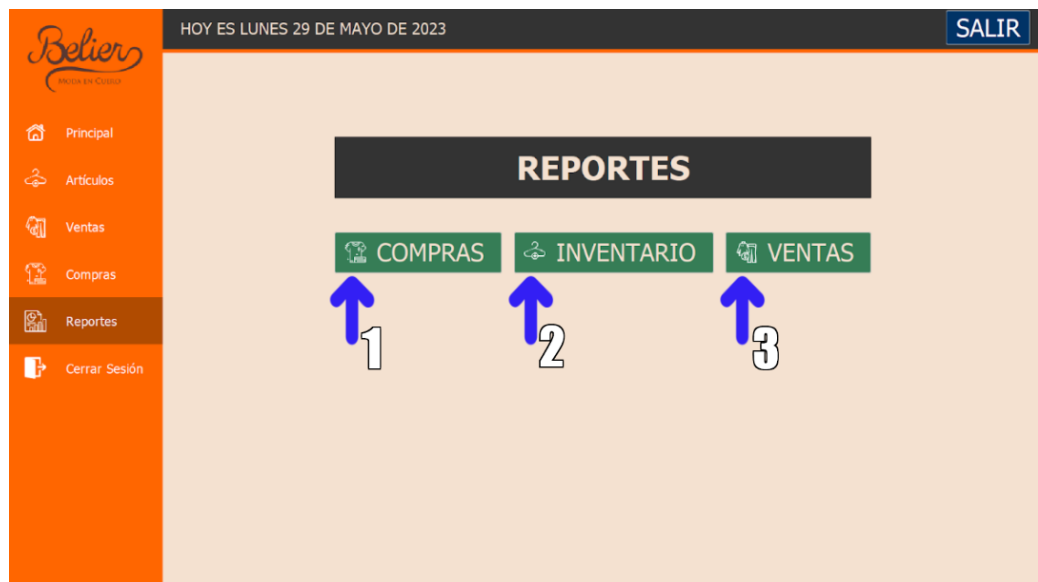 Belier
MODA EN CUERO
HOY ES LUNES 29 DE MAYO DE 2023
SALIR
Principal
Artículos
Ventas
Compras
Reportes
Cerrar Sesión
REPORTES
COMPRAS
INVENTARIO
VENTAS
1
2
3